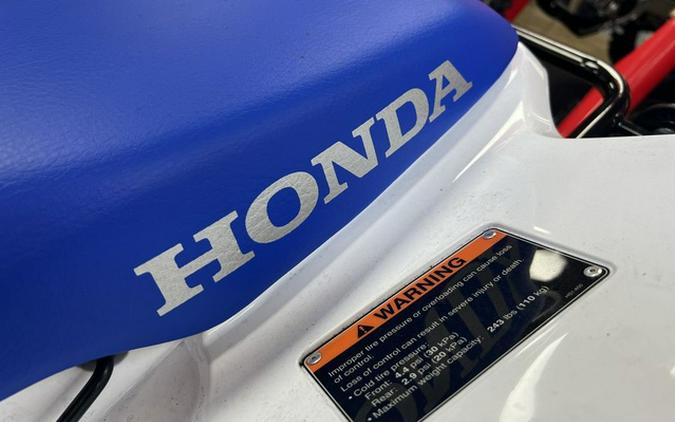 HONDA
WARNING
Improper tire pressure or overloading can cause loss
of control.
Loss of control can result in severe injury or death.
• Cold tire pressure:
Front: 4.4 psi (30 kPa)
Rear: 2.9 psi (20 kPa)
• Maximum weight capacity: 243 lbs (110 kg)